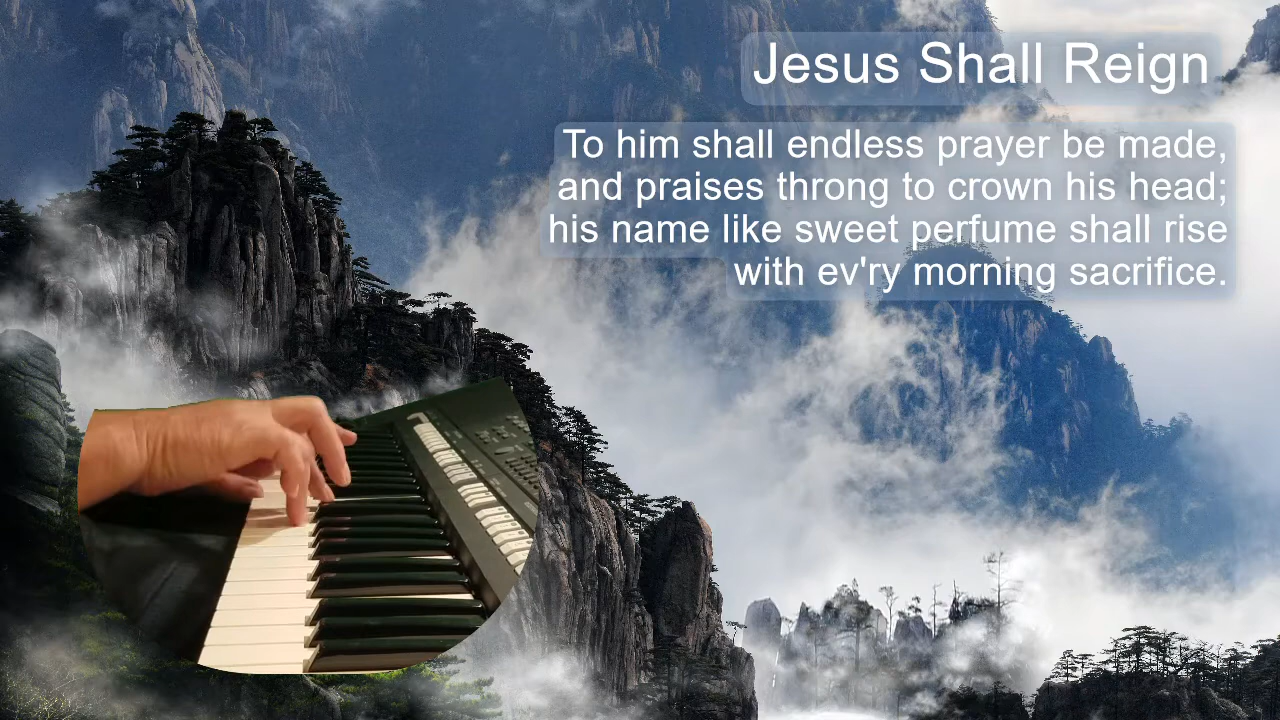 Jesus Shall Reign
To him shall endless prayer be made,
and praises throng to crown his head;
his name like sweet perfume shall rise
with ev'ry morning sacrifice.